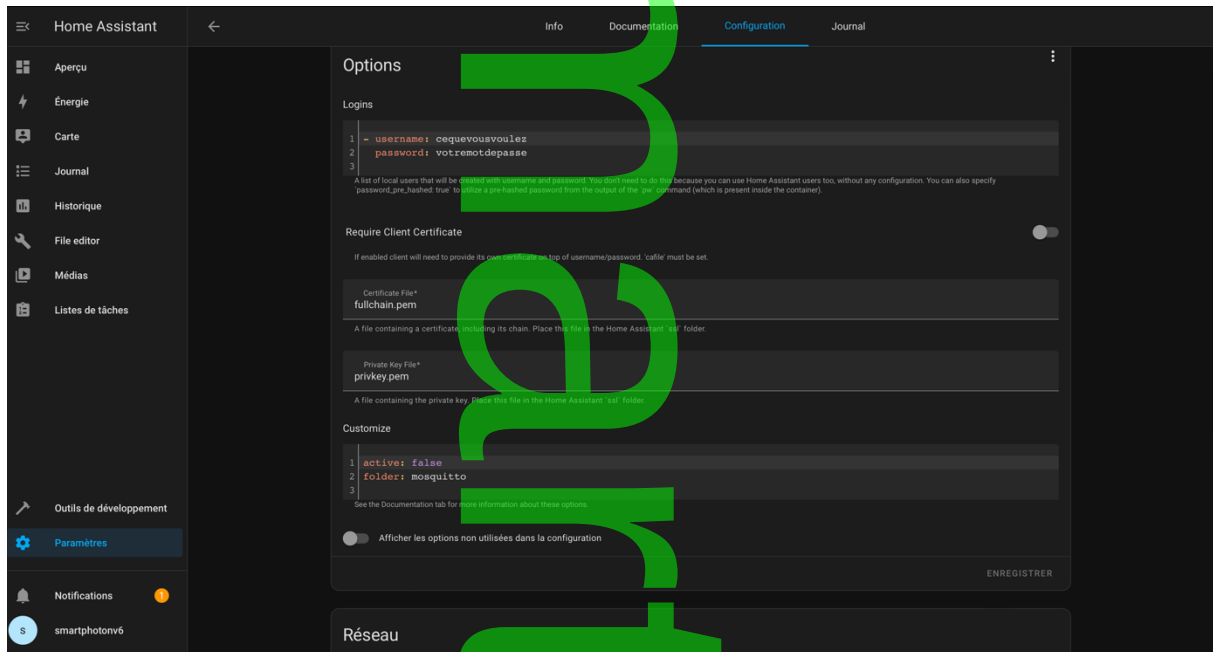 Home Assistant
Info
Documentation
Configuration
Journal
Aperçu
Énergie
Carte
Journal
Historique
File editor
Médias
Listes de tâches
Outils de développement
Paramètres
Notifications
1
S
smartphotonv6
Options
Logins
1 - username: cequevousvoulez
2 password: votremotdepasse
3
A list of local users that will be created with username and password. You don't need to do this because you can use Home Assistant users too, without any configuration. You can also specify
`password_pre_hashed: true` to utilize a pre-hashed password from the output of the `pw` command (which is present inside the container).
Require Client Certificate
If enabled client will need to provide its own certificate on top of username/password. `cafile` must be set.
Certificate File*
fullchain.pem
A file containing a certificate, including its chain. Place this file in the Home Assistant `ssl` folder.
Private Key File*
privkey.pem
A file containing the private key. Place this file in the Home Assistant `ssl` folder.
Customize
1 active: false
2 folder: mosquitto
3
See the Documentation tab for more information about these options.
Afficher les options non utilisées dans la configuration
ENREGISTRER
Réseau
mart